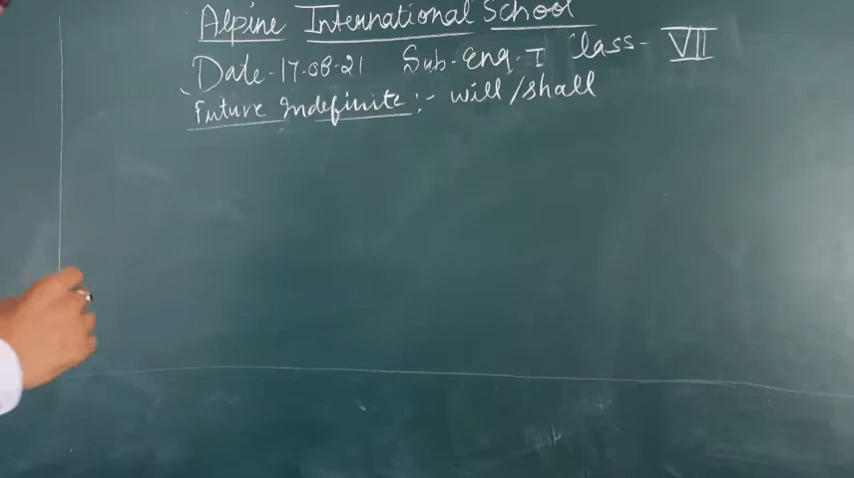 Alpine International School
Date-17-08-21 Sub-Eng-I Class- VII
Future Indefinite:- will/shall